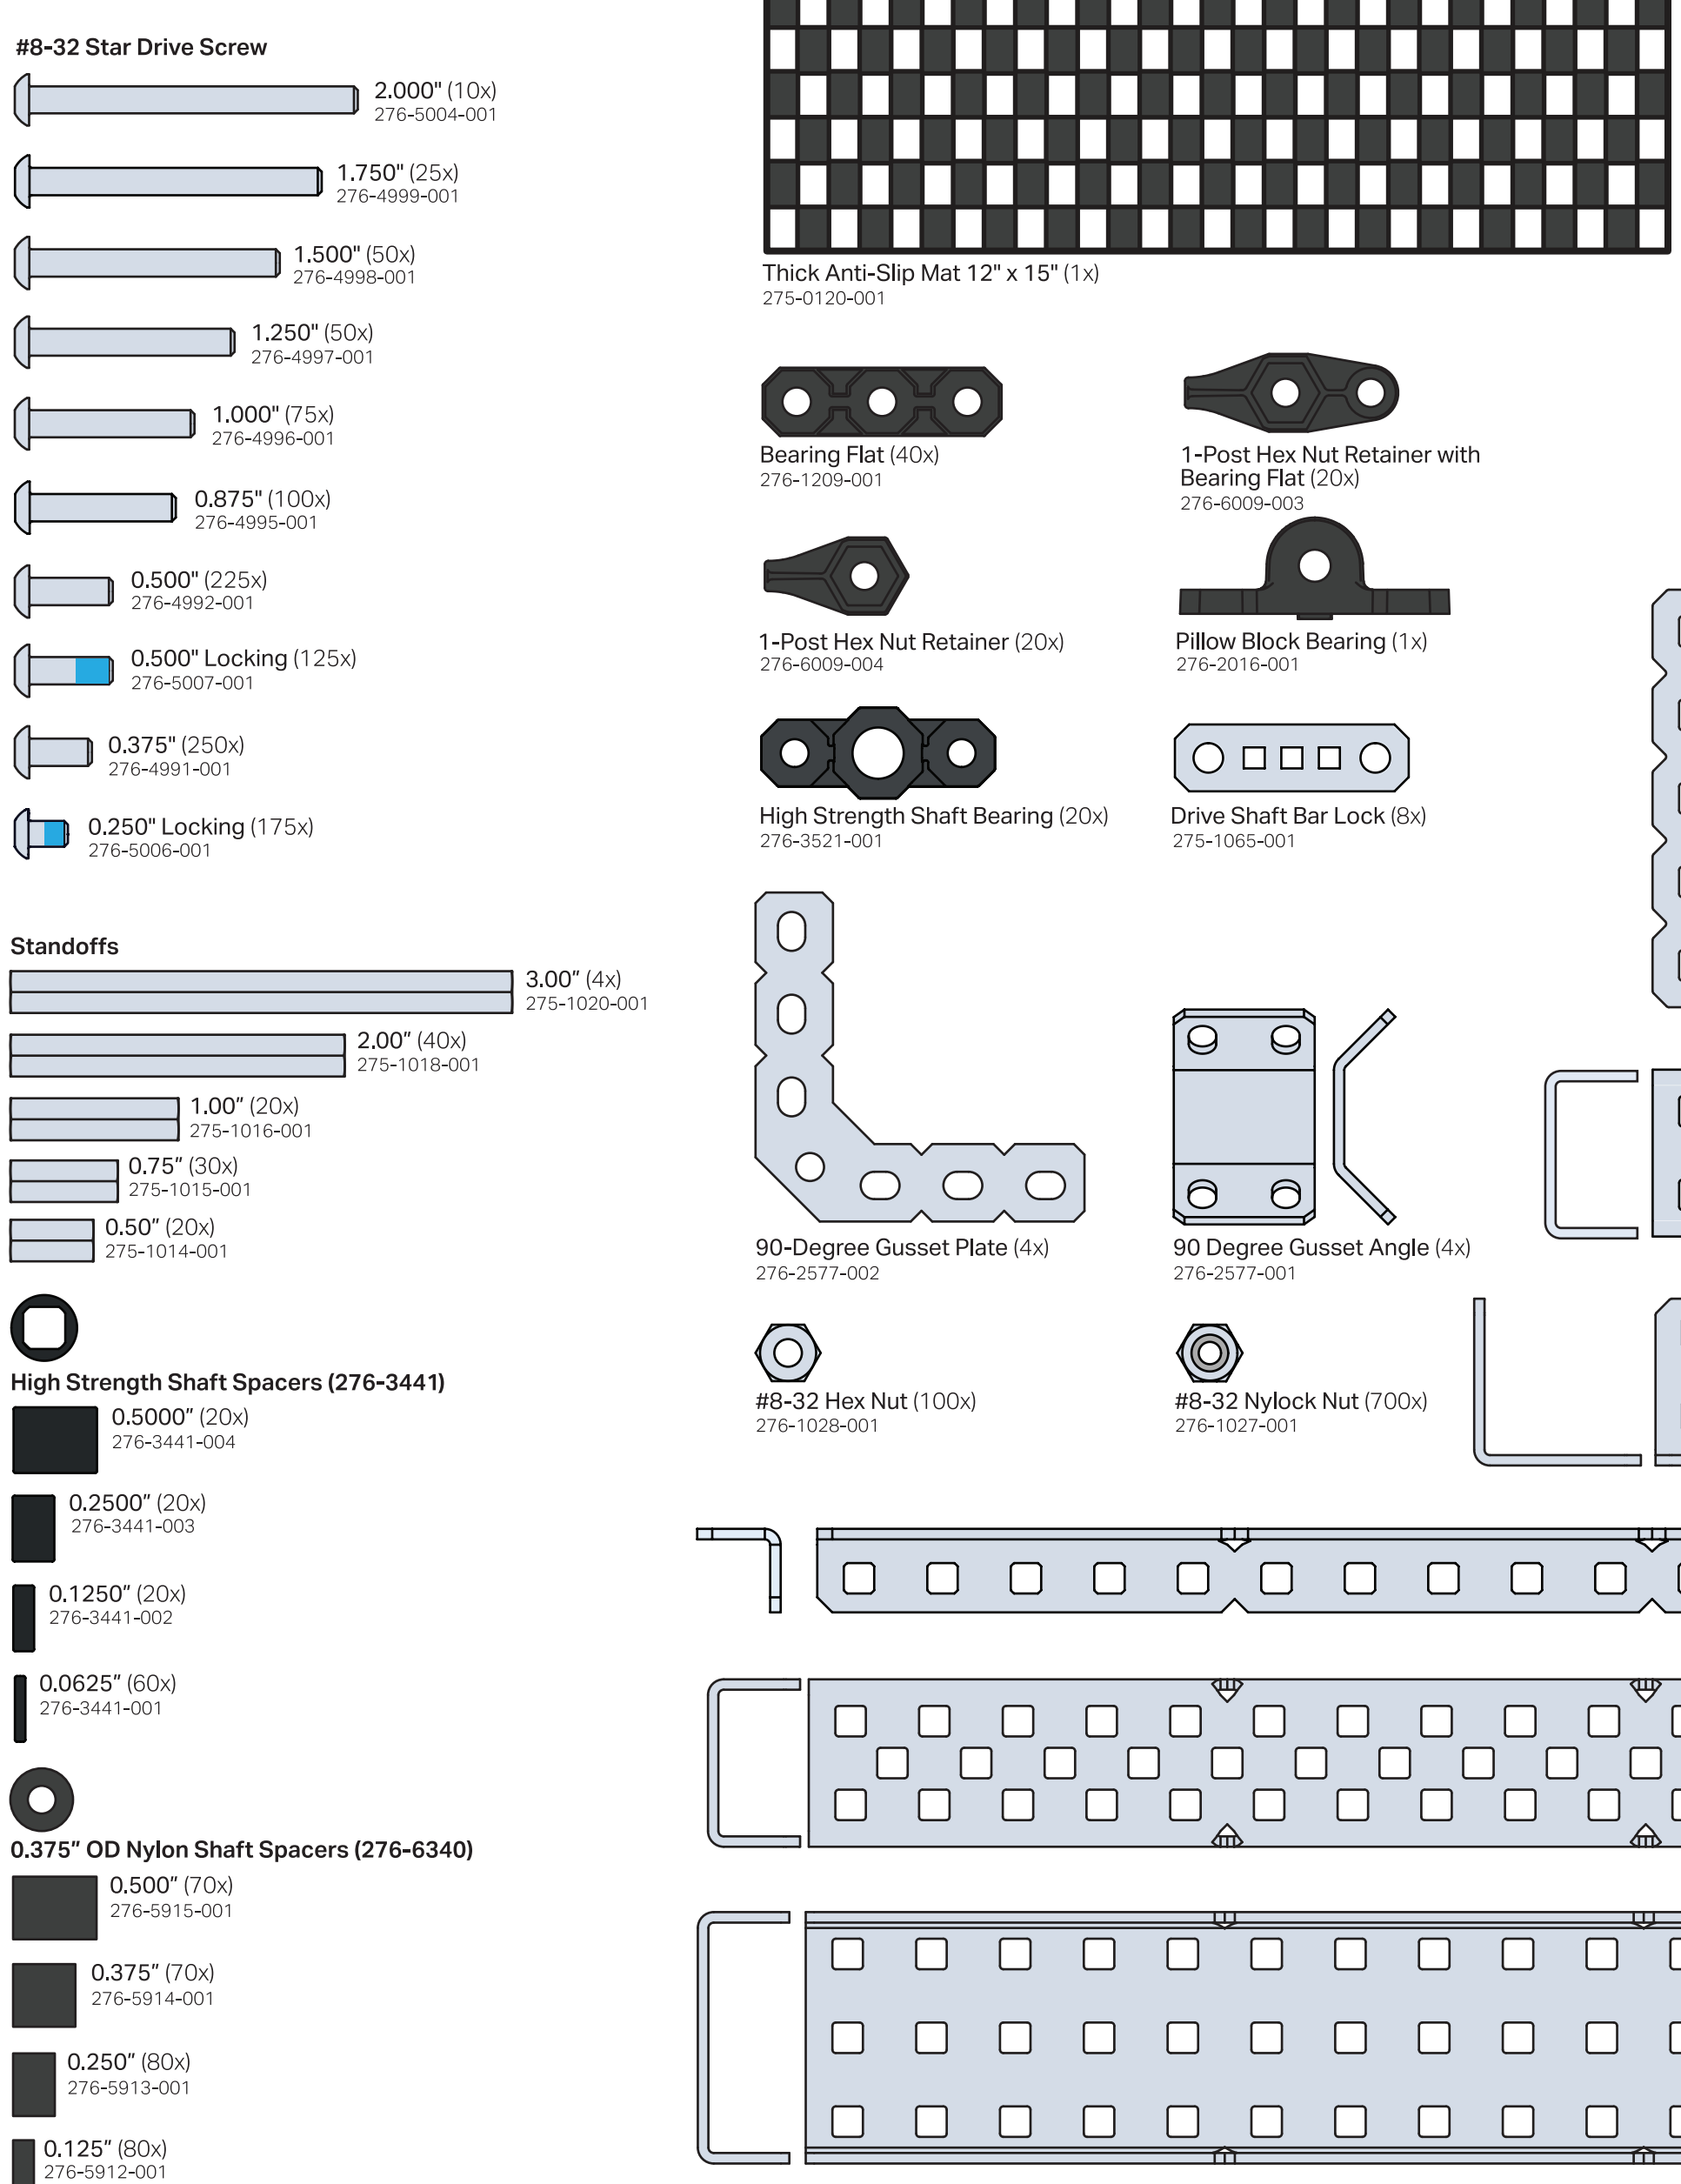 #8-32 Star Drive Screw
2.000" (10x)
276-5004-001
1.750" (25x)
276-4999-001
1.500" (50x)
276-4998-001
1.250" (50x)
276-4997-001
1.000" (75x)
276-4996-001
0.875" (100x)
276-4995-001
0.500" (225x)
276-4992-001
0.500" Locking (125x)
276-5007-001
0.375" (250x)
276-4991-001
0.250" Locking (175x)
276-5006-001
Standoffs
3.00″ (4x)
275-1020-001
2.00″ (40x)
275-1018-001
1.00″ (20x)
275-1016-001
0.75″ (30x)
275-1015-001
0.50″ (20x)
275-1014-001
High Strength Shaft Spacers (276-3441)
0.5000″ (20x)
276-3441-004
0.2500″ (20x)
276-3441-003
0.1250″ (20x)
276-3441-002
0.0625″ (60x)
276-3441-001
0.375″ OD Nylon Shaft Spacers (276-6340)
0.500″ (70x)
276-5915-001
0.375″ (70x)
276-5914-001
0.250″ (80x)
276-5913-001
0.125″ (80x)
276-5912-001
Thick Anti-Slip Mat 12" x 15" (1x)
275-0120-001
Bearing Flat (40x)
276-1209-001
1-Post Hex Nut Retainer with
Bearing Flat (20x)
276-6009-003
1-Post Hex Nut Retainer (20x)
276-6009-004
Pillow Block Bearing (1x)
276-2016-001
High Strength Shaft Bearing (20x)
276-3521-001
Drive Shaft Bar Lock (8x)
275-1065-001
90-Degree Gusset Plate (4x)
276-2577-002
90 Degree Gusset Angle (4x)
276-2577-001
#8-32 Hex Nut (100x)
276-1028-001
#8-32 Nylock Nut (700x)
276-1027-001